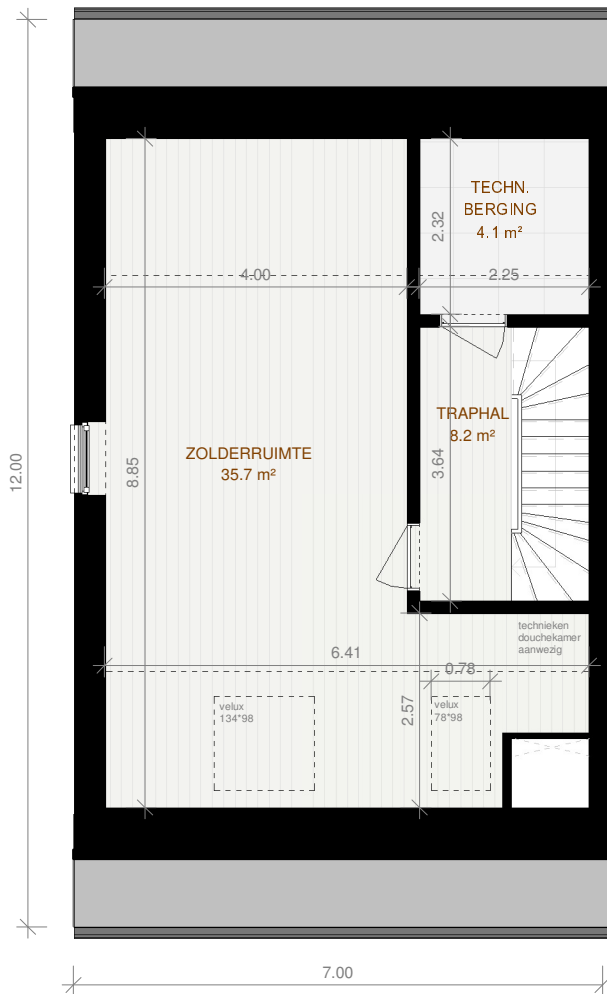 TECHN.
BERGING
4.1 m²
2.32
4.00
2.25
TRAPHAL
8.2 m²
3.64
ZOLDERRUIMTE
35.7 m²
8.85
12.00
technieken
douchekamer
aanwezig
6.41
0.78
2.57
velux
134*98
velux
78*98
7.00